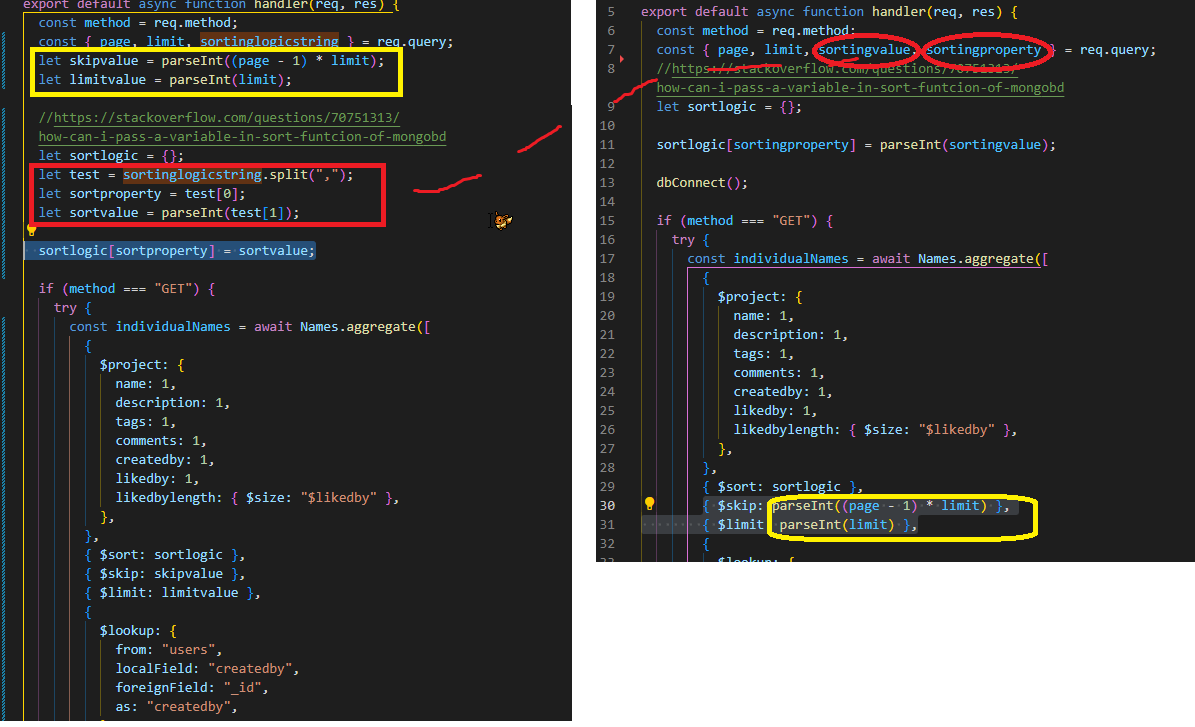 export default async function handler(req, res) {
const method = req.method;
const { page, limit, sortinglogicstring } = req.query;
let skipvalue = parseInt((page - 1) * limit);
let limitvalue = parseInt(limit);
//https://stackoverflow.com/questions/70751313/
how-can-i-pass-a-variable-in-sort-funtcion-of-mongobd
let sortlogic = {};
let test = sortinglogicstring.split(",");
let sortproperty = test[0];
let sortvalue = parseInt(test[1]);
sortlogic[sortproperty] = sortvalue;
if (method === "GET") {
try {
const individualNames = await Names.aggregate([
{
$project: {
name: 1,
description: 1,
tags: 1,
comments: 1,
createdby: 1,
likedby: 1,
likedbylength: { $size: "$likedby" },
},
},
{ $sort: sortlogic },
{ $skip: skipvalue },
{ $limit: limitvalue },
{
$lookup: {
from: "users",
localField: "createdby",
foreignField: "_id",
as: "createdby",
5 export default async function handler(req, res) {
6 const method = req.method;
7 const { page, limit, sortingvalue, sortingproperty } = req.query;
8 //https://stackoverflow.com/questions/70751313/
how-can-i-pass-a-variable-in-sort-funtcion-of-mongobd
9 let sortlogic = {};
10
11 sortlogic[sortingproperty] = parseInt(sortingvalue);
12
13 dbConnect();
14
15 if (method === "GET") {
16 try {
17 const individualNames = await Names.aggregate([
18 {
19 $project: {
20 name: 1,
21 description: 1,
22 tags: 1,
23 comments: 1,
24 createdby: 1,
25 likedby: 1,
26 likedbylength: { $size: "$likedby" },
27 },
28 },
29 { $sort: sortlogic },
30 { $skip: parseInt((page - 1) * limit) },
31 { $limit: parseInt(limit) },
32 {
33 $lookup: {